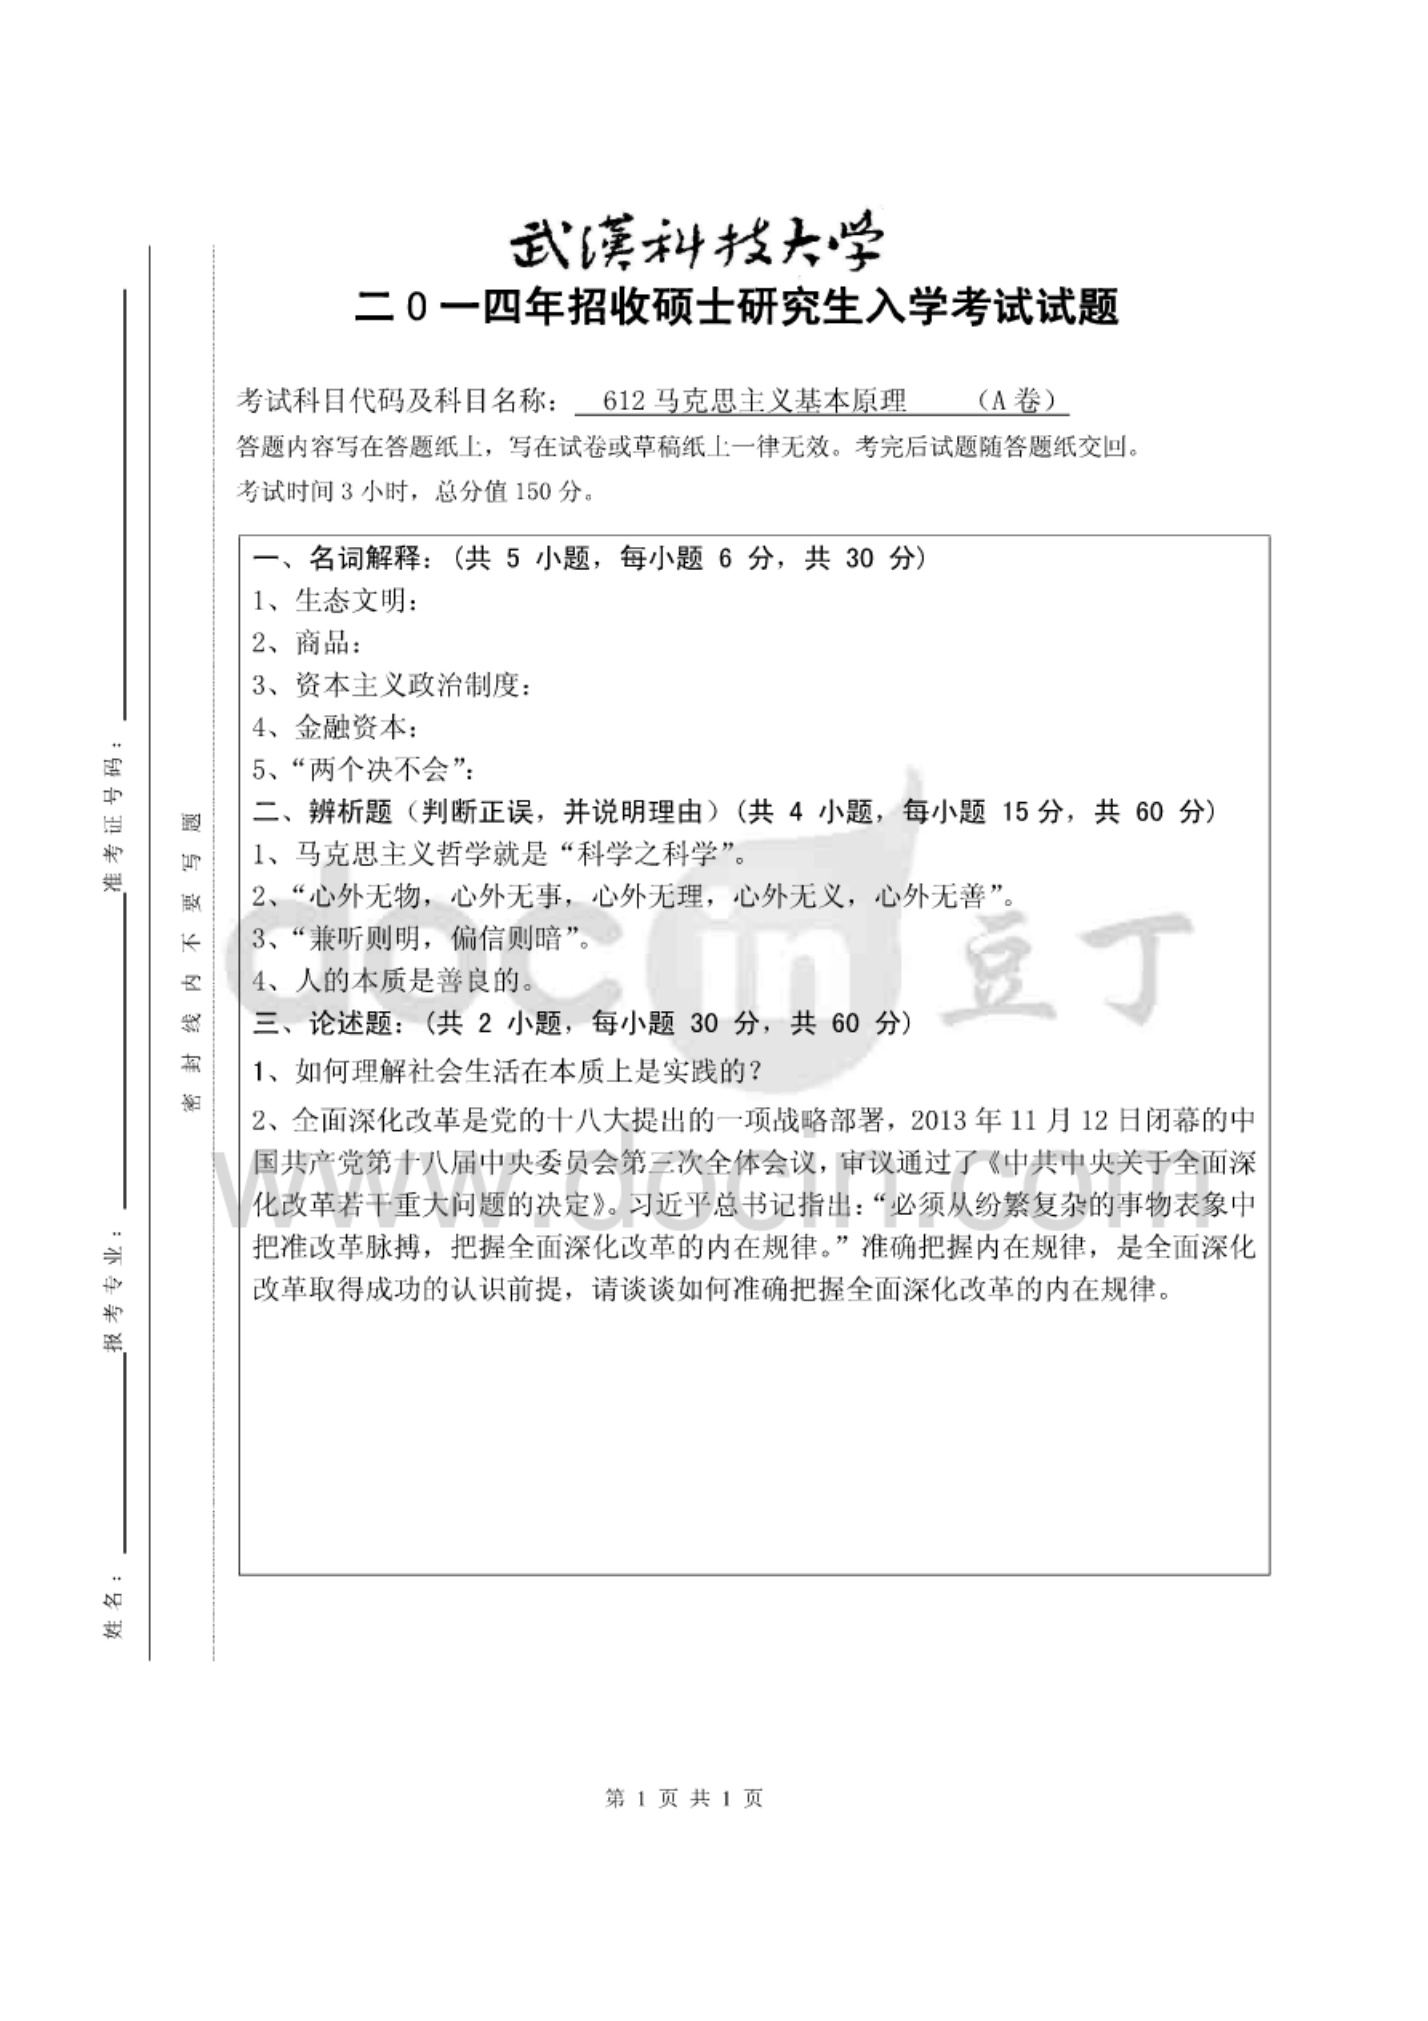 武漢科技大学
二0一四年招收硕士研究生入学考试试题
考试科目代码及科目名称： 612 马克思主义基本原理 （A 卷）
答题内容写在答题纸上，写在试卷或草稿纸上一律无效。考完后试题随答题纸交回。
考试时间 3 小时，总分值 150 分。
一、名词解释：(共 5 小题，每小题 6 分，共 30 分)
1、生态文明：
2、商品：
3、资本主义政治制度：
4、金融资本：
5、“两个决不会”：
二、辨析题（判断正误，并说明理由）(共 4 小题，每小题 15分，共 60 分)
1、马克思主义哲学就是“科学之科学”。
2、“心外无物，心外无事，心外无理，心外无义，心外无善”。
3、“兼听则明，偏信则暗”。
4、人的本质是善良的。
三、论述题：(共 2 小题，每小题 30 分，共 60 分)
1、如何理解社会生活在本质上是实践的？
2、全面深化改革是党的十八大提出的一项战略部署，2013 年 11 月 12 日闭幕的中
国共产党第十八届中央委员会第三次全体会议，审议通过了《中共中央关于全面深
化改革若干重大问题的决定》。习近平总书记指出：“必须从纷繁复杂的事物表象中
把准改革脉搏，把握全面深化改革的内在规律。”准确把握内在规律，是全面深化
改革取得成功的认识前提，请谈谈如何准确把握全面深化改革的内在规律。
姓名： 报考专业： 准考证号码：
密封线内不要写题
docin 豆丁
www.docin.com
第 1 页 共 1 页